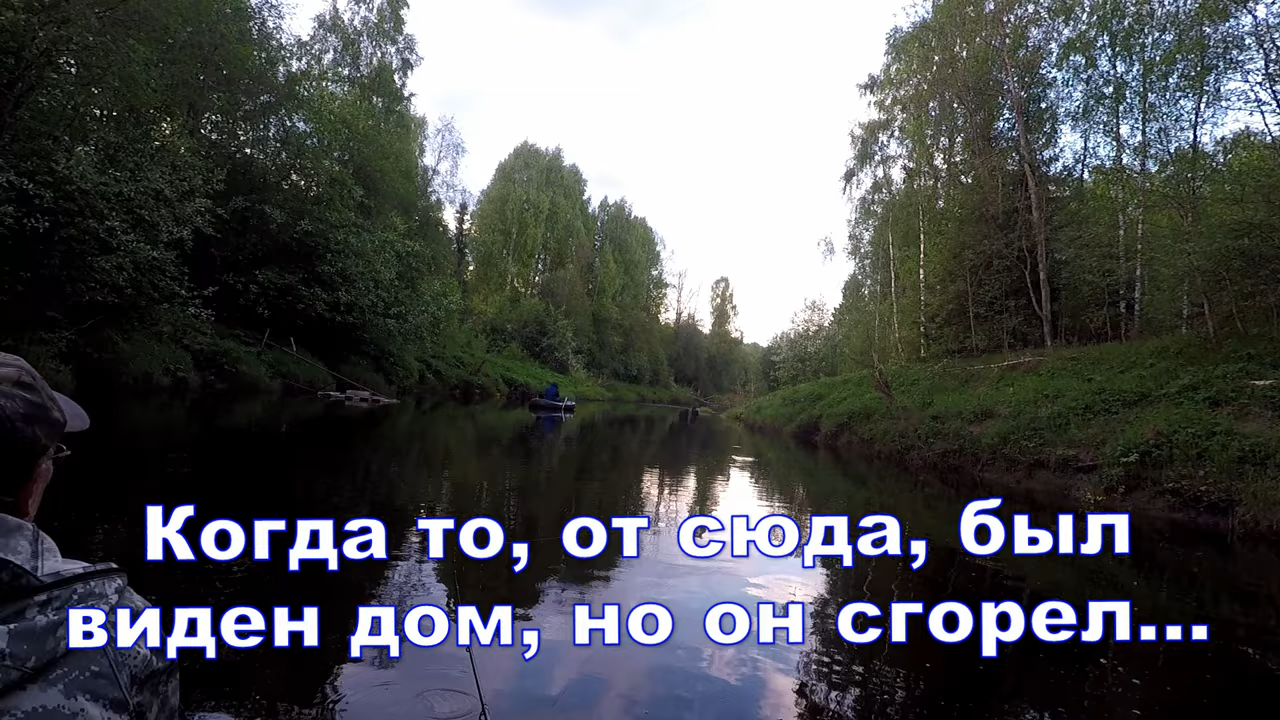 Когда то, от сюда, был
виден дом, но он сгорел...